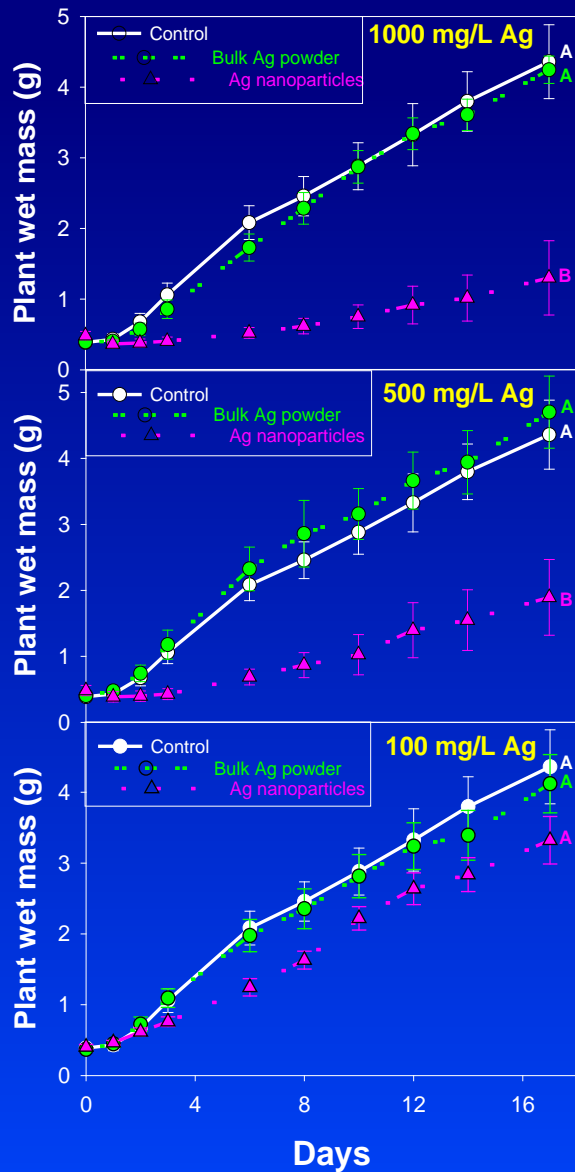 5
Control
1000 mg/L Ag
Bulk Ag powder
Ag nanoparticles
A
A
4
3
2
1
0
B
Plant wet mass (g)
5
Control
500 mg/L Ag
Bulk Ag powder
Ag nanoparticles
A
A
4
3
2
1
0
B
Plant wet mass (g)
Control
100 mg/L Ag
Bulk Ag powder
Ag nanoparticles
A
A
A
4
3
2
1
0
Plant wet mass (g)
0 4 8 12 16
Days